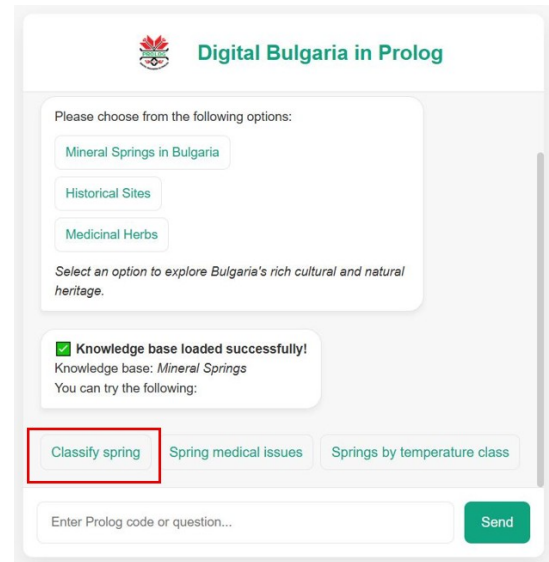 PROLOG
Digital Bulgaria in Prolog
Please choose from the following options:
Mineral Springs in Bulgaria
Historical Sites
Medicinal Herbs
Select an option to explore Bulgaria's rich cultural and natural
heritage.
✅ Knowledge base loaded successfully!
Knowledge base: Mineral Springs
You can try the following:
Classify spring
Spring medical issues
Springs by temperature class
Enter Prolog code or question...
Send